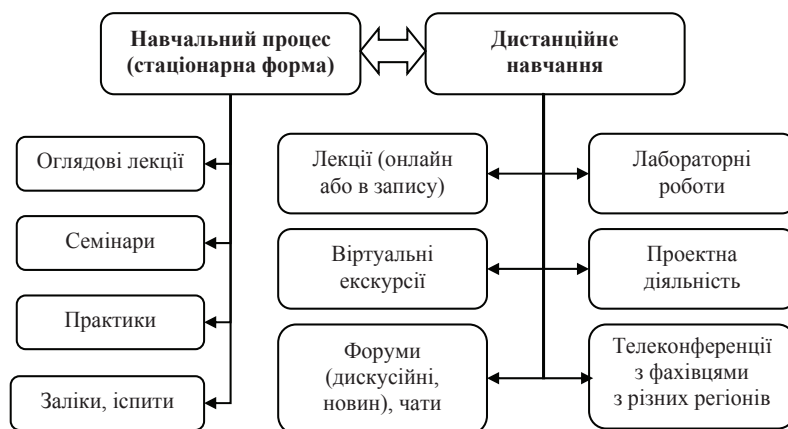 Навчальний процес
(стаціонарна форма)
Дистанційне
навчання
Оглядові лекції
Семінари
Практики
Заліки, іспити
Лекції (онлайн
або в запису)
Віртуальні
екскурсії
Форуми
(дискусійні,
новин), чати
Лабораторні
роботи
Проектна
діяльність
Телеконференції
з фахівцями
з різних регіонів